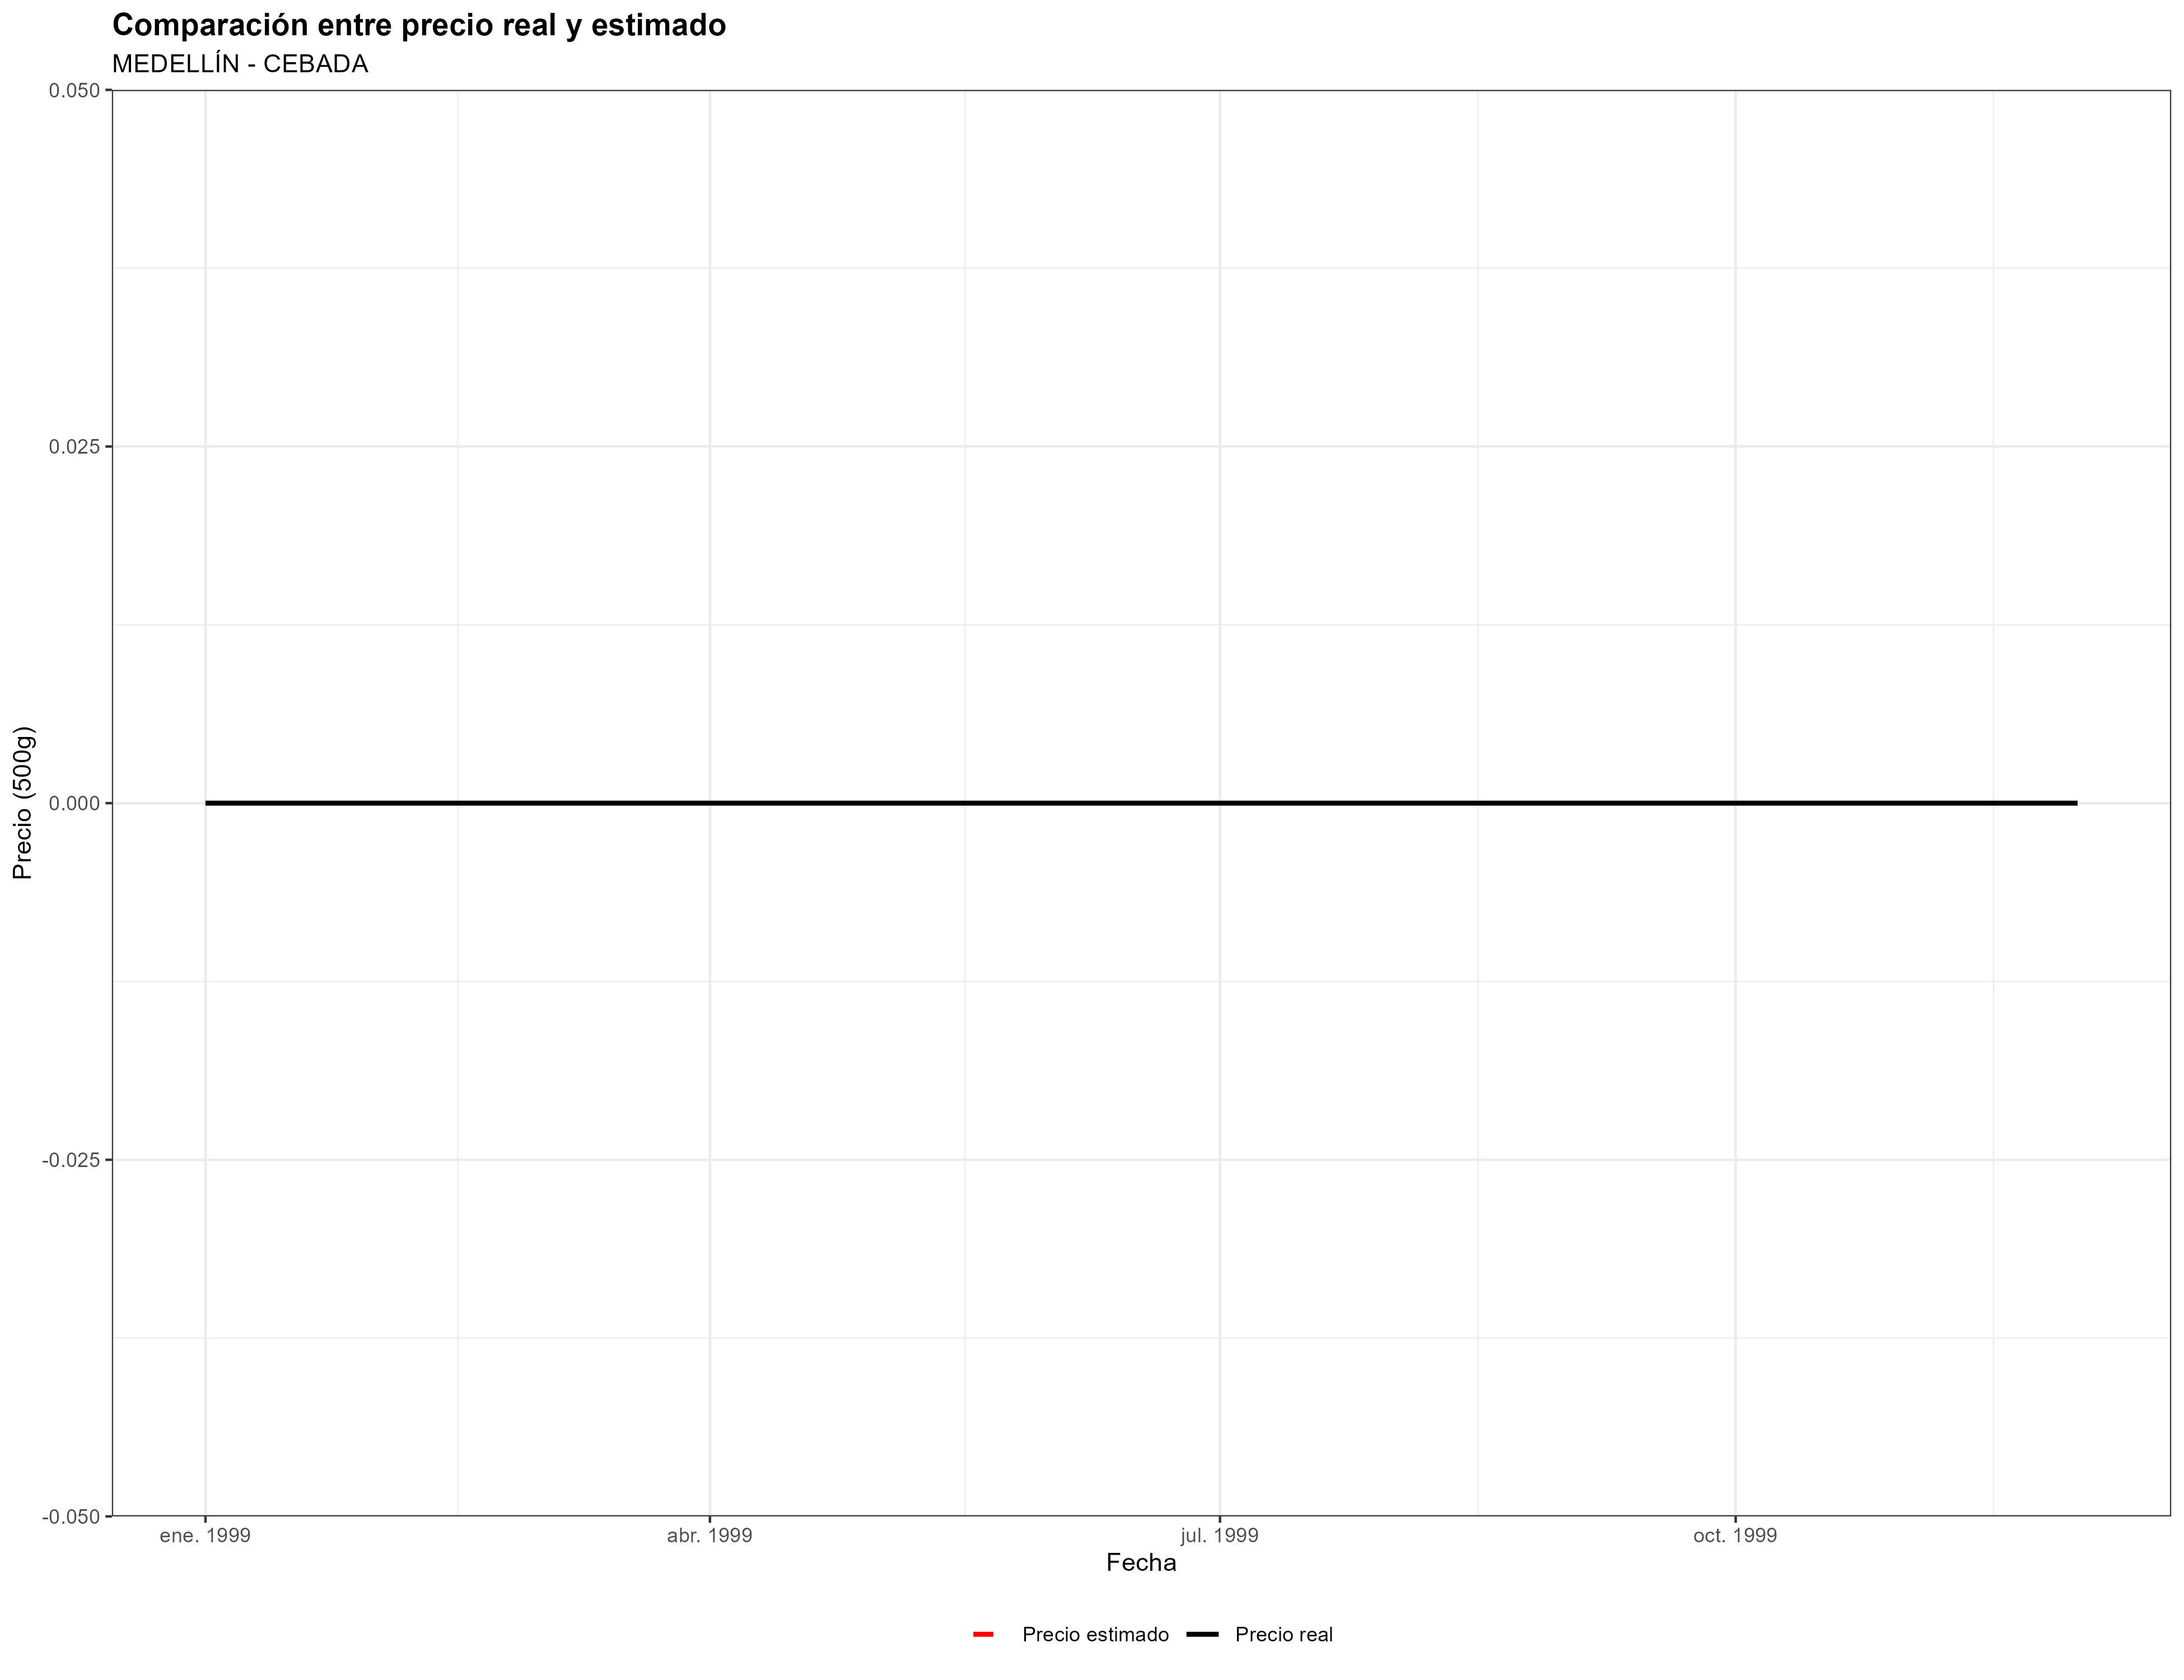 Comparación entre precio real y estimado
MEDELLÍN - CEBADA
Precio (500g)
0.050
0.025
0.000
-0.025
-0.050
ene. 1999
abr. 1999
jul. 1999
oct. 1999
Fecha
Precio estimado
Precio real